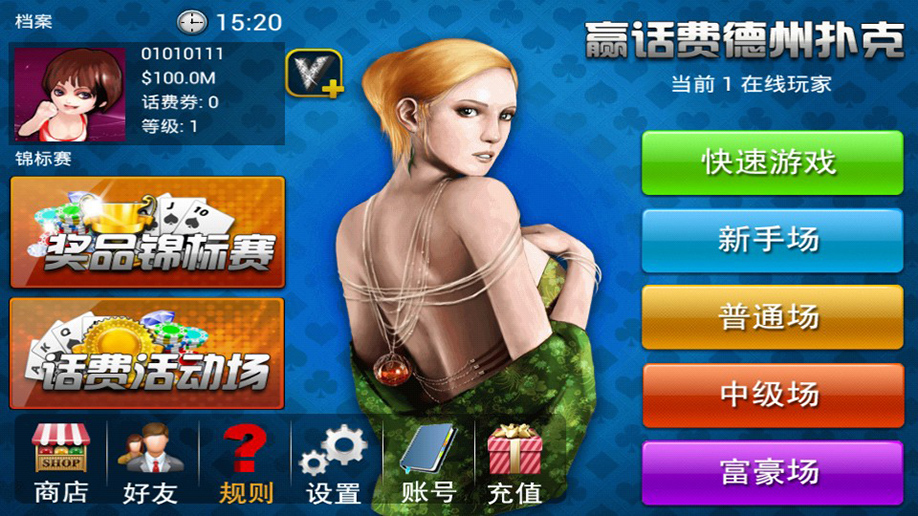 档案
15:20
01010111
$100.0M
话费券: 0
等级: 1
V+
锦标赛
J
10
奖品锦标赛
A
K
Q
话费活动场
赢话费德州扑克
当前 1 在线玩家
快速游戏
新手场
普通场
中级场
富豪场
SHOP
商店
好友
?
规则
设置
账号
充值